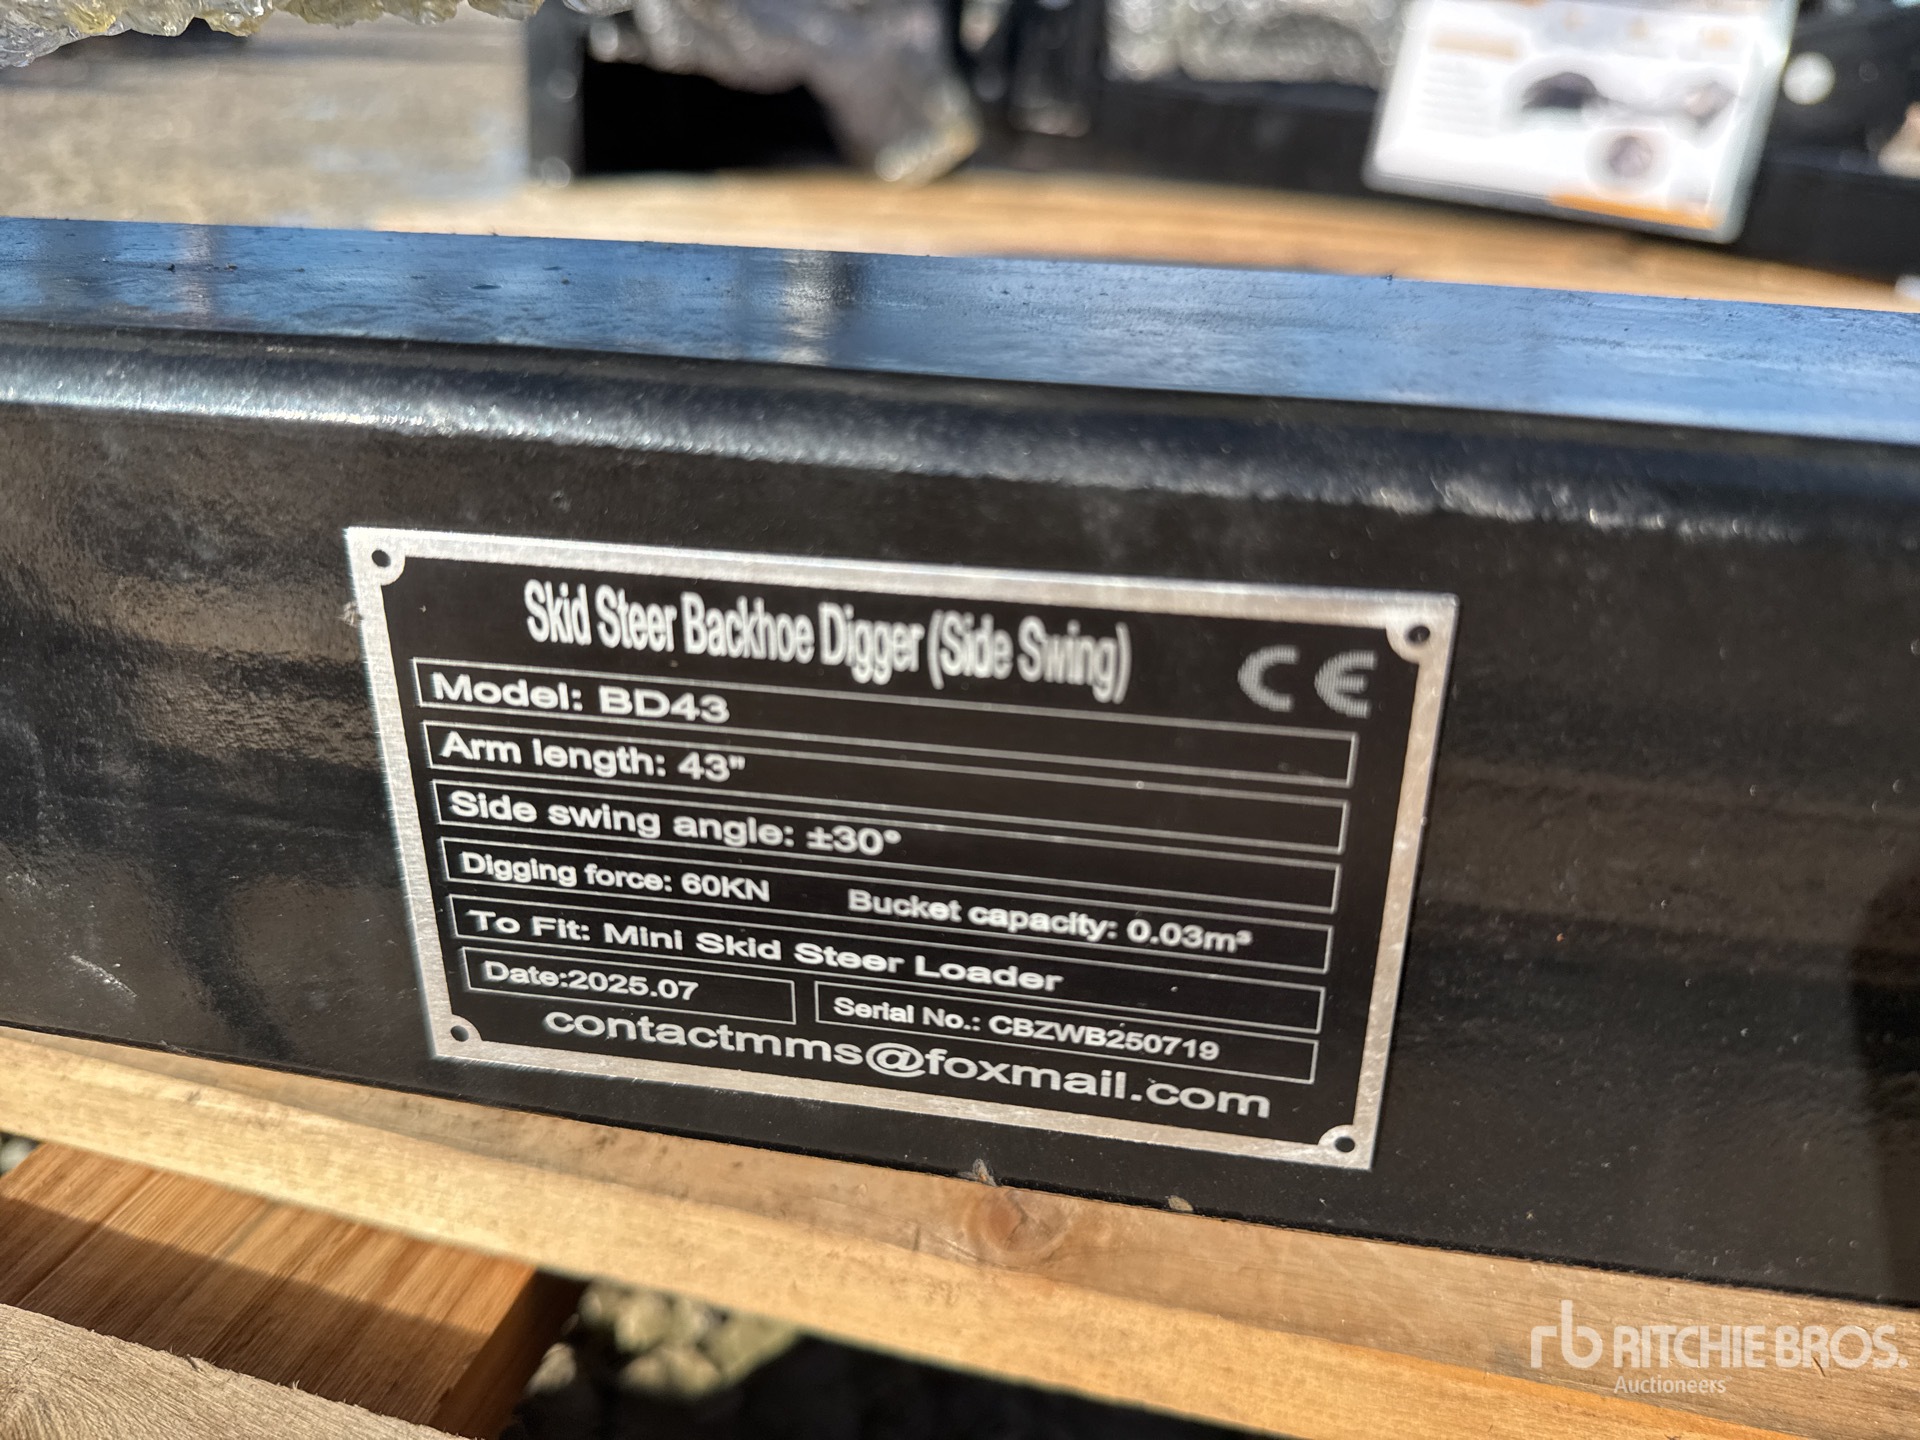 Skid Steer Backhoe Digger (Side Swing)
CE
Model: BD43
Arm length: 43"
Side swing angle: ±30°
Digging force: 60KN Bucket capacity: 0.03m³
To Fit: Mini Skid Steer Loader
Date:2025.07 Serial No.: CBZWB250719
contactmms@foxmail.com
rb RITCHIE BROS.
Auctioneers